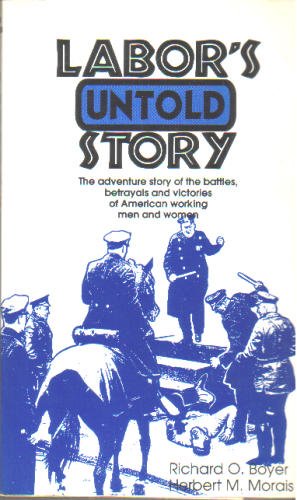 LABOR'S
UNTOLD
STORY
The adventure story of the battles,
betrayals and victories
of American working
men and women
Richard O. Boyer
Herbert M. Morais